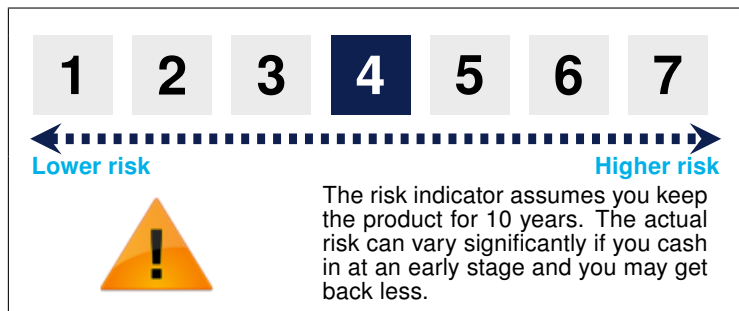 1 2 3 4 5 6 7
Lower risk Higher risk
The risk indicator assumes you keep
the product for 10 years. The actual
risk can vary significantly if you cash
in at an early stage and you may get
back less.
!